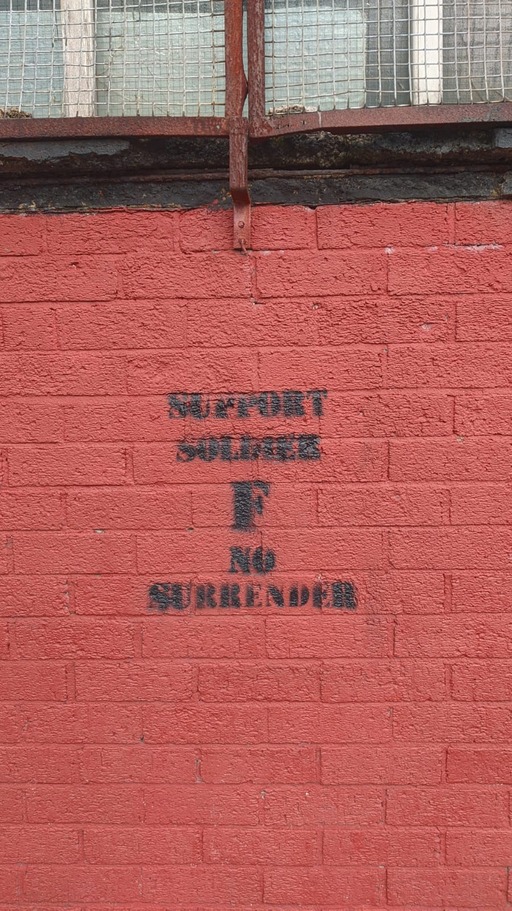 SUPPORT
SOLDIER
F
NO
SURRENDER